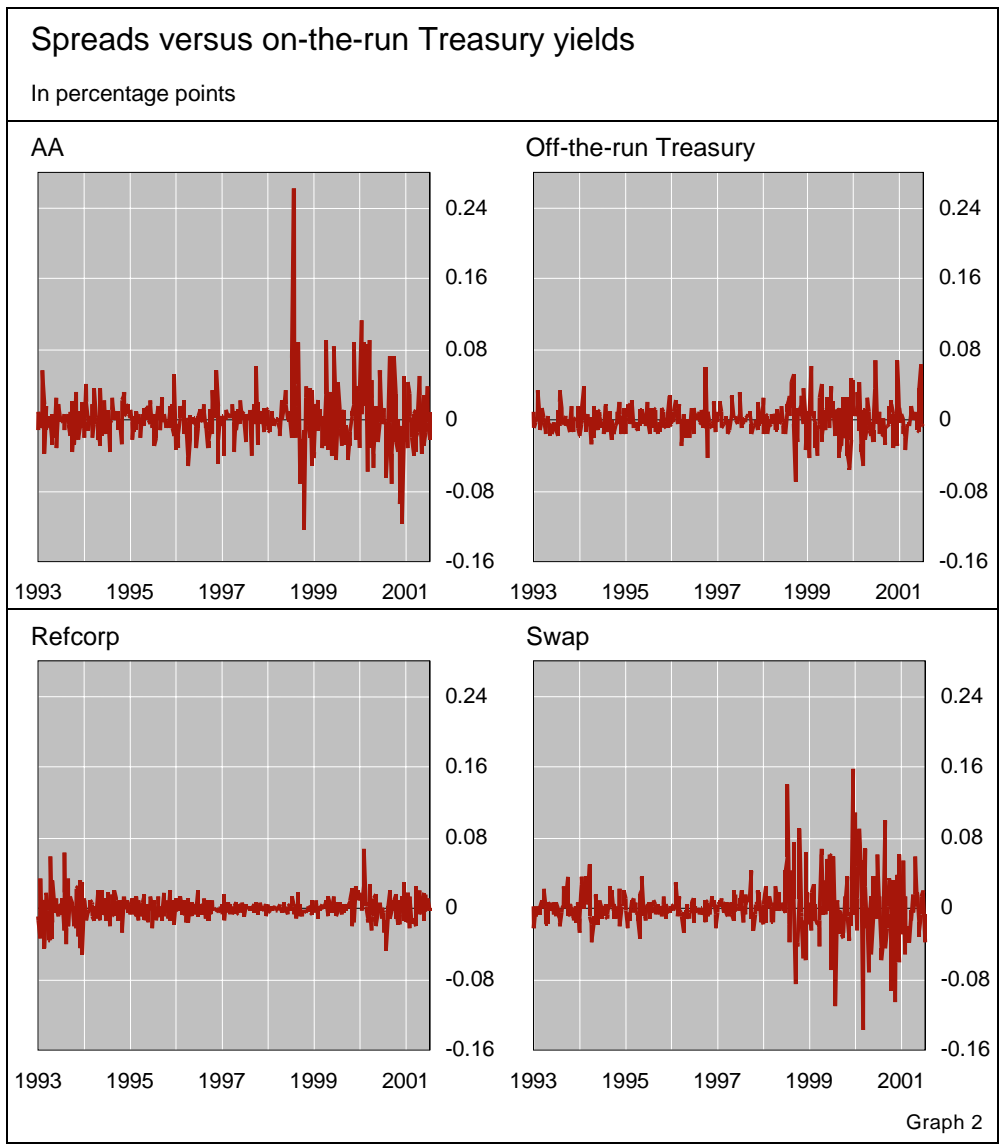 Spreads versus on-the-run Treasury yields
In percentage points
AA
0.24
0.16
0.08
0
-0.08
-0.16
1993 1995 1997 1999 2001
Off-the-run Treasury
0.24
0.16
0.08
0
-0.08
-0.16
1993 1995 1997 1999 2001
Refcorp
0.24
0.16
0.08
0
-0.08
-0.16
1993 1995 1997 1999 2001
Swap
0.24
0.16
0.08
0
-0.08
-0.16
1993 1995 1997 1999 2001
Graph 2